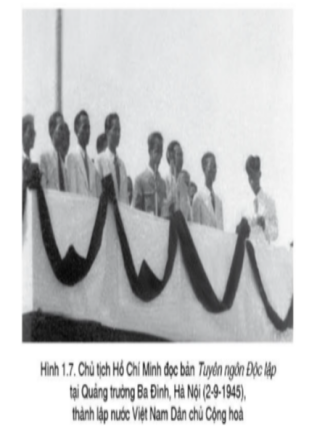 Hình 1.7. Chủ tịch Hồ Chí Minh đọc bản Tuyên ngôn Độc lập
tại Quảng trường Ba Đình, Hà Nội (2-9-1945),
thành lập nước Việt Nam Dân chủ Cộng hoà